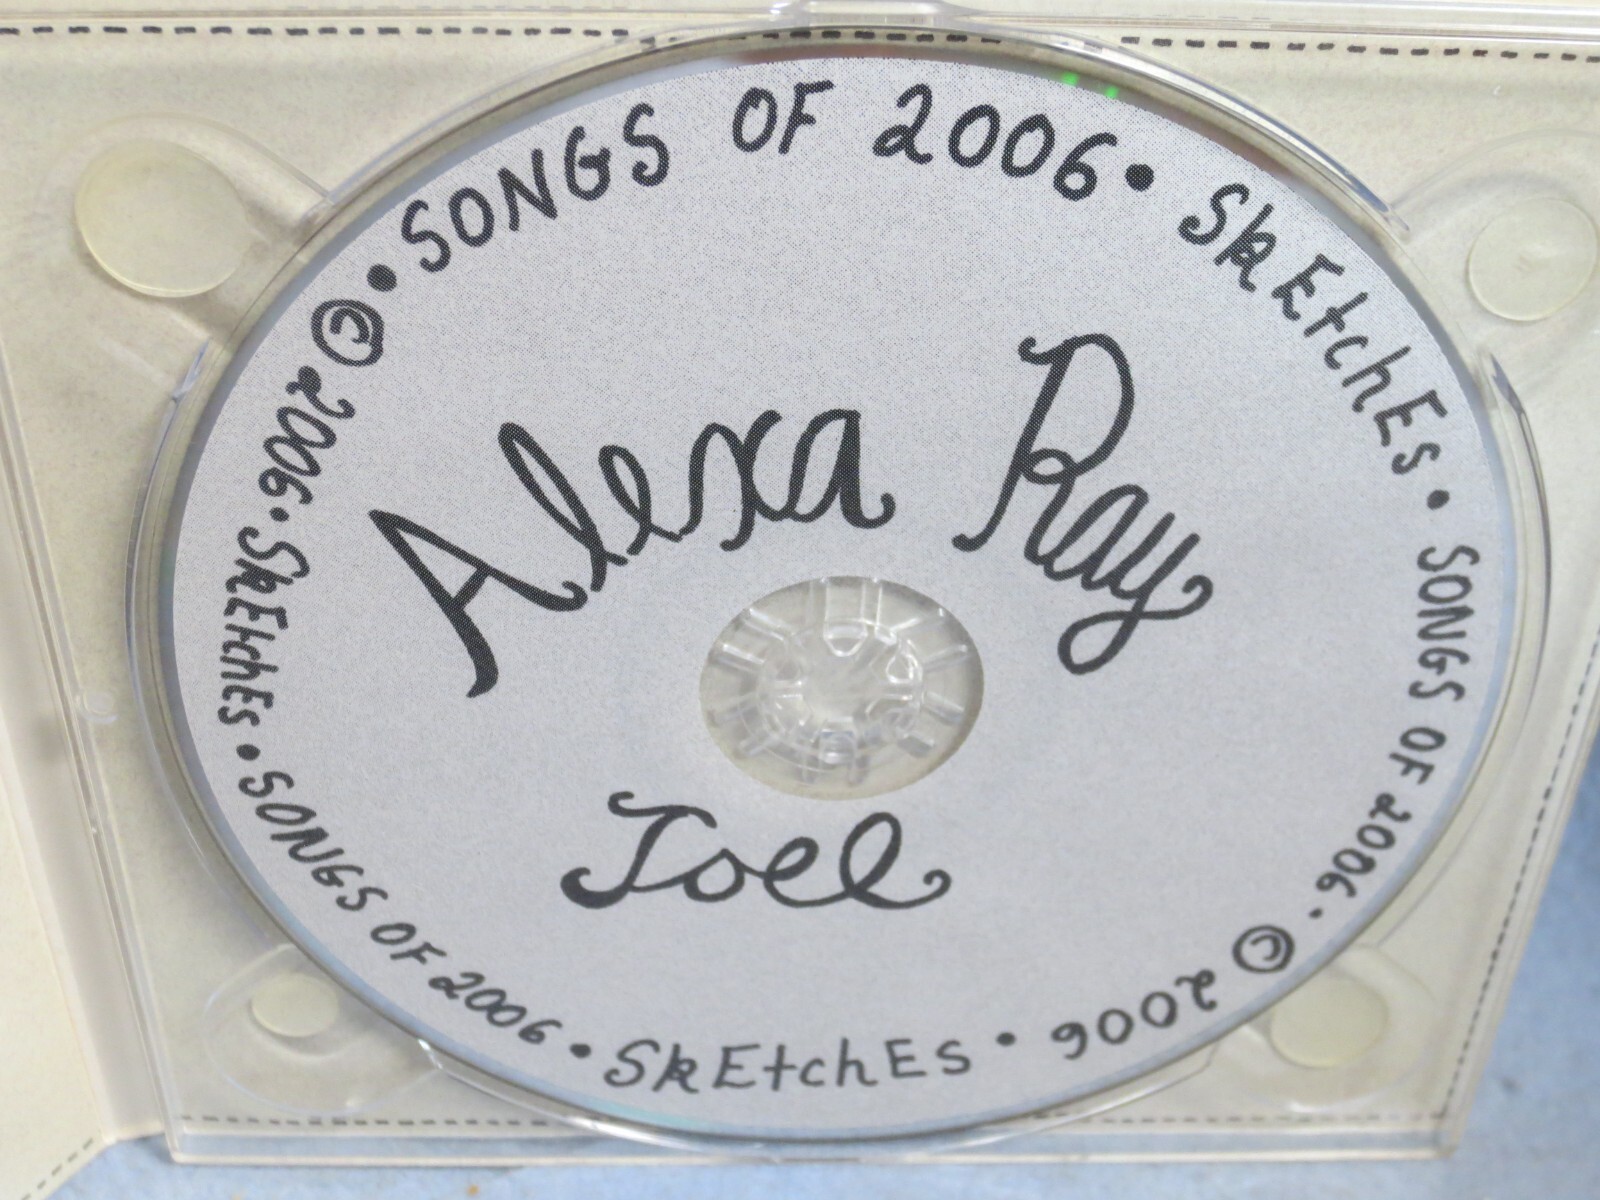 Alexa Ray
Joel
• SONGS OF 2006 • SkEtchEs • SONGS OF 2006 • © 2006 • SkEtchEs • SONGS OF 2006 • SkEtchEs • 2006 ©